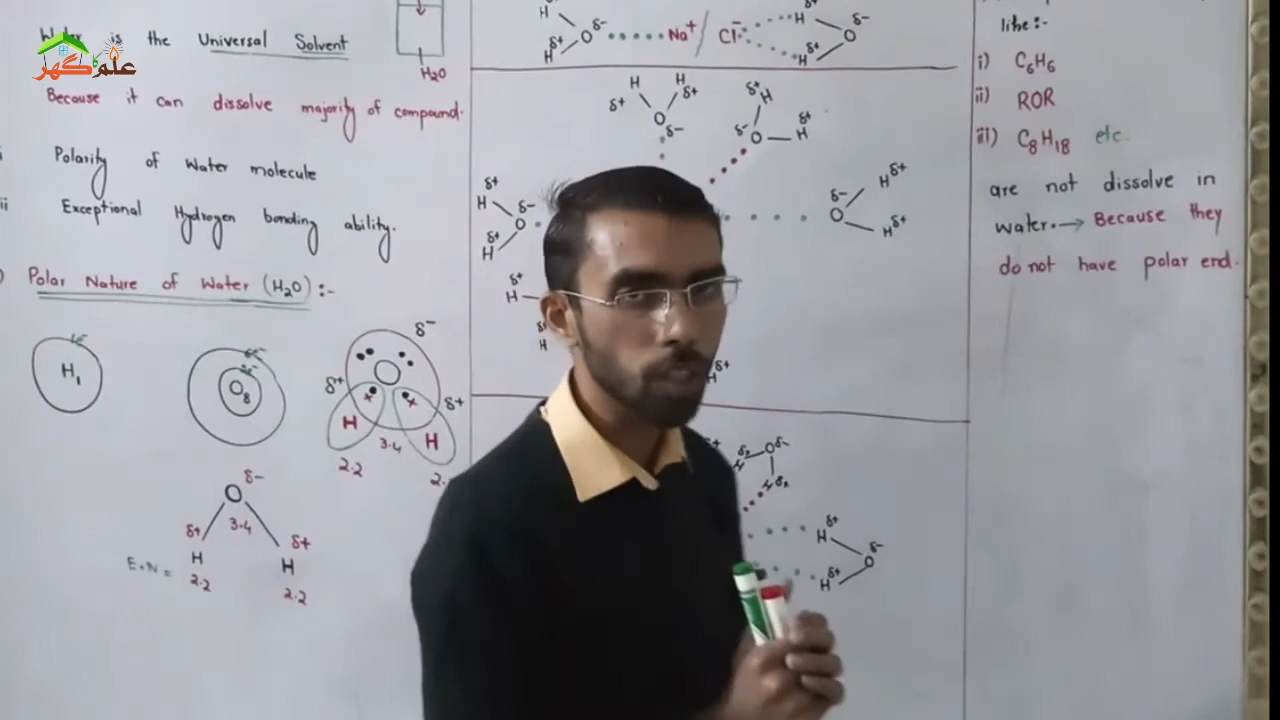 علم کا گھر
Water is the Universal Solvent
H₂O
Because it can dissolve majority of compound.
i Polarity of Water molecule
ii Exceptional Hydrogen bonding ability.
Polar Nature of Water (H₂O) :-
H₁
O₈
δ-
δ+ δ+
H H
3.4
2.2 2.
δ-
O
3.4
δ+ δ+
H H
E.N =
2.2 2.2
H δ-
O Na⁺ / Cl⁻ H δ-
δ+ O
H δ+
H
H H
δ+ δ+
O
δ-
δ+
H
δ- δ+
O H
δ+
H δ-
O
δ+
H
δ- H δ+
O
H δ+
δ+
H
δ
H
δ+
H
O δ-
δ+
H δ-
O
H δ+
like:-
i) C₆H₆
ii) ROR
iii) C₈H₁₈ etc.
are not dissolve in
water. → Because they
do not have polar end.